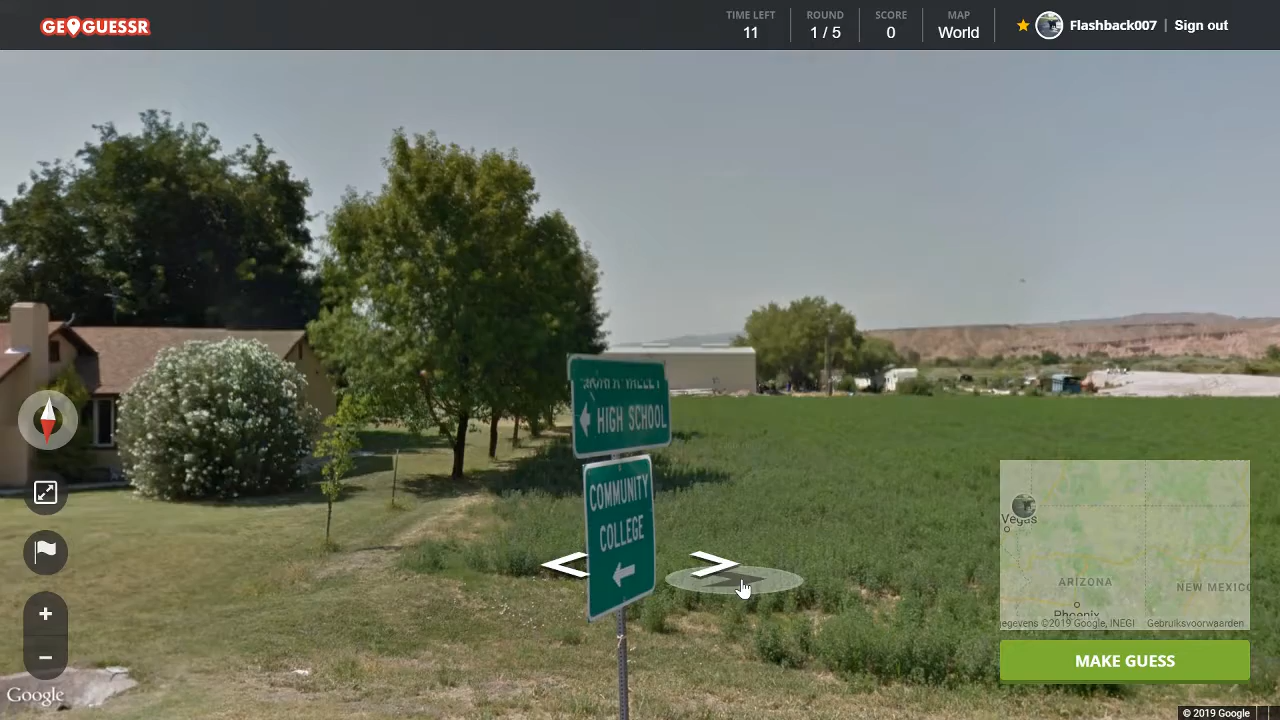 GEOGUESSR
TIME LEFT
11
ROUND
1 / 5
SCORE
0
MAP
World
Flashback007 | Sign out
VALLEY
HIGH SCHOOL
COMMUNITY
COLLEGE
Vegas
ARIZONA
NEW MEXICO
Phoenix
©2019 Google, INEGI
Gebruiksvoorwaarden
MAKE GUESS
Google
© 2019 Google